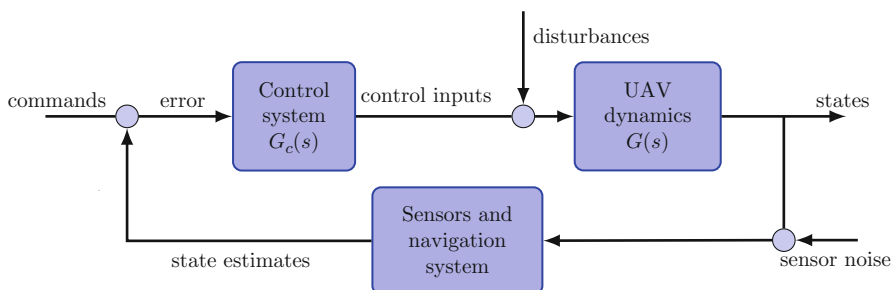 disturbances
commands
error
Control
system
G_c(s)
control inputs
UAV
dynamics
G(s)
states
Sensors and
navigation
system
state estimates
sensor noise